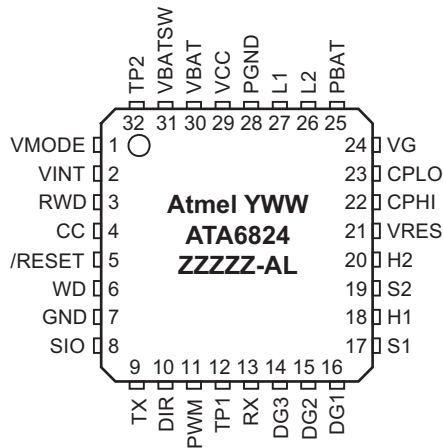 TP2 VBATSW VBAT VCC PGND L1 L2 PBAT
32 31 30 29 28 27 26 25
VMODE 1
VINT 2
RWD 3
CC 4
/RESET 5
WD 6
GND 7
SIO 8
Atmel YWW
ATA6824
ZZZZZ-AL
24 VG
23 CPLO
22 CPHI
21 VRES
20 H2
19 S2
18 H1
17 S1
9 10 11 12 13 14 15 16
TX DIR PWM TP1 RX DG3 DG2 DG1